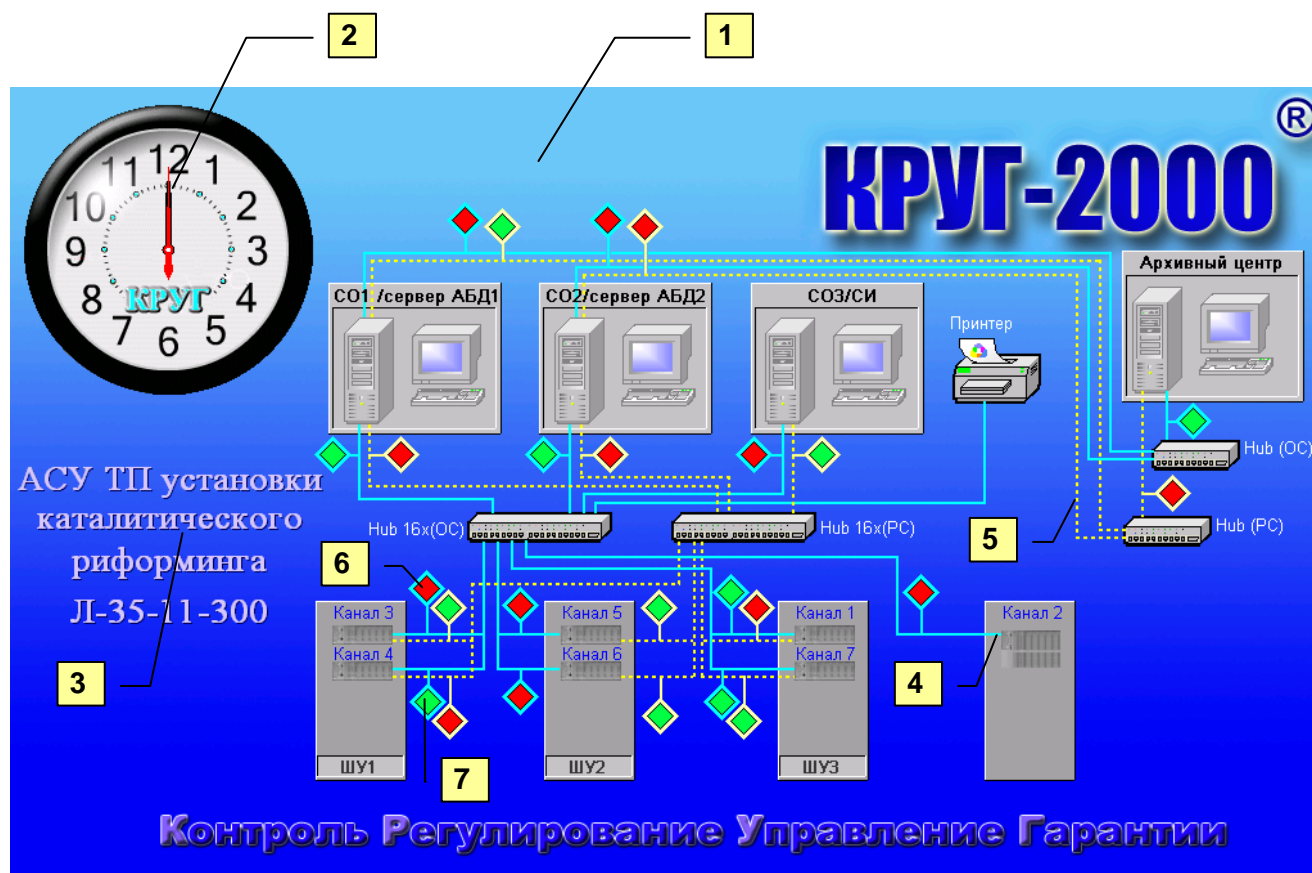 2
1
®
КРУГ-2000
11 12 1
10 2
9 3
8 КРУГ 4
7 6 5
Архивный центр
СО1 /сервер АБД1
СО2/сервер АБД2
СО3/СИ
Принтер
Hub (ОС)
АСУ ТП установки
каталитического
риформинга
Л-35-11-300
Hub 16x(ОС)
Hub 16x(РС)
5
Hub (РС)
6
Канал 3
Канал 5
Канал 1
Канал 2
Канал 4
Канал 6
Канал 7
3
4
7
ШУ1
ШУ2
ШУ3
Контроль Регулирование Управление Гарантии